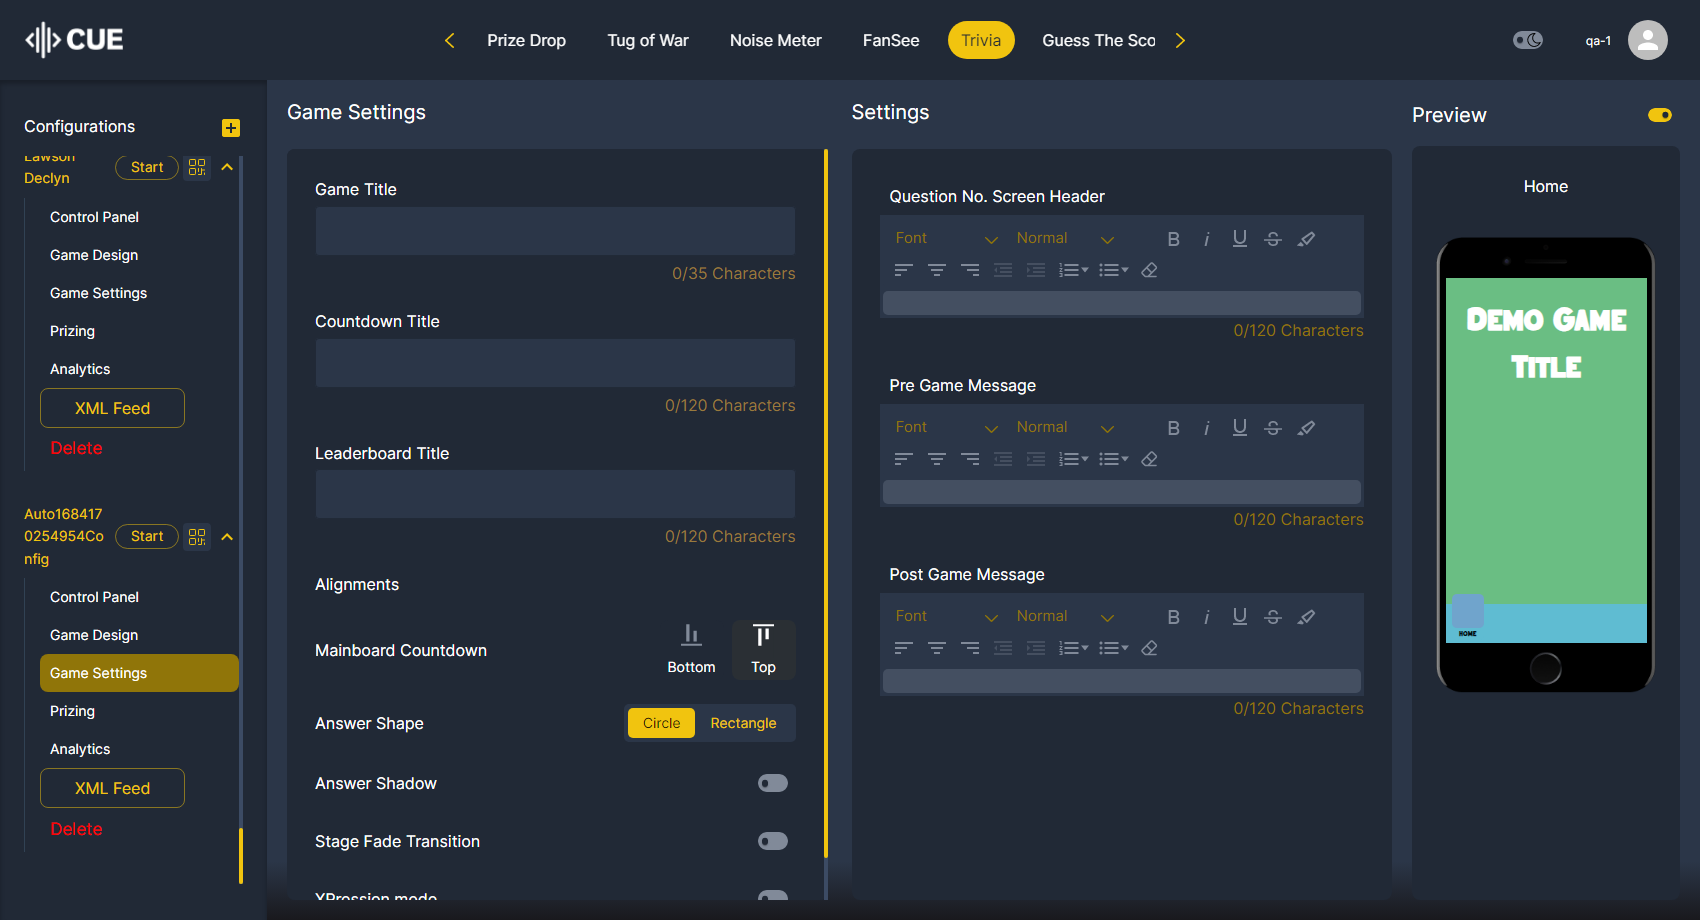 CUE
Prize Drop
Tug of War
Noise Meter
FanSee
Trivia
Guess The Sco
qa-1
Configurations
Lawson
Declyn
Start
Control Panel
Game Design
Game Settings
Prizing
Analytics
XML Feed
Delete
Auto168417
0254954Co
nfig
Start
Control Panel
Game Design
Game Settings
Prizing
Analytics
XML Feed
Delete
Game Settings
Game Title
0/35 Characters
Countdown Title
0/120 Characters
Leaderboard Title
0/120 Characters
Alignments
Mainboard Countdown
Bottom
Top
Answer Shape
Circle
Rectangle
Answer Shadow
Stage Fade Transition
XPression mode
Settings
Question No. Screen Header
Font
Normal
B i U S
0/120 Characters
Pre Game Message
Font
Normal
B i U S
0/120 Characters
Post Game Message
Font
Normal
B i U S
0/120 Characters
Preview
Home
Demo Game
Title
HOME